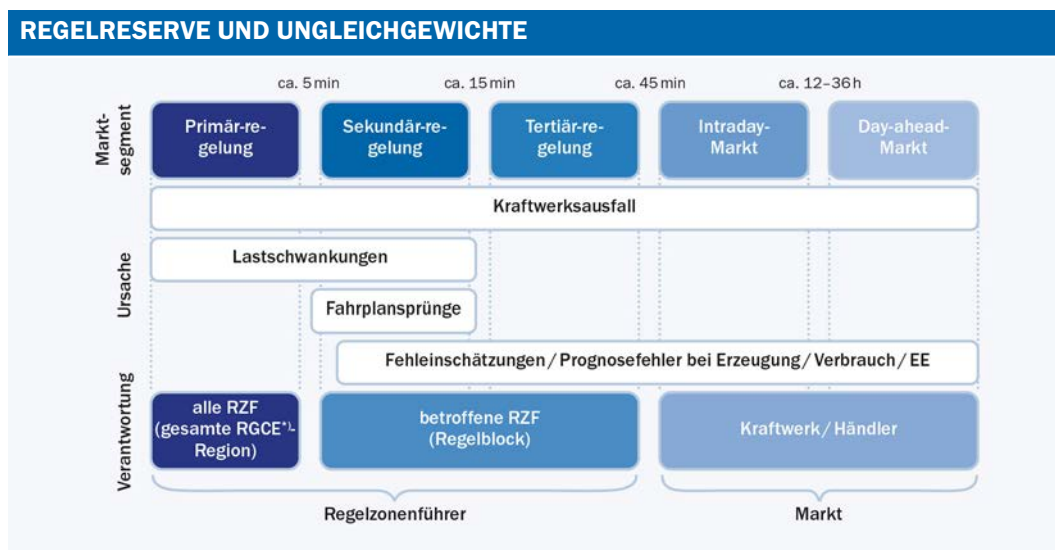 REGELRESERVE UND UNGLEICHGEWICHTE
ca. 5 min
ca. 15 min
ca. 45 min
ca. 12–36 h
Markt-
segment
Primär-re-
gelung
Sekundär-re-
gelung
Tertiär-re-
gelung
Intraday-
Markt
Day-ahead-
Markt
Ursache
Kraftwerksausfall
Lastschwankungen
Fahrplansprünge
Fehleinschätzungen / Prognosefehler bei Erzeugung / Verbrauch / EE
Verantwortung
alle RZF
(gesamte RGCE*)-
Region)
betroffene RZF
(Regelblock)
Kraftwerk / Händler
Regelzonenführer
Markt